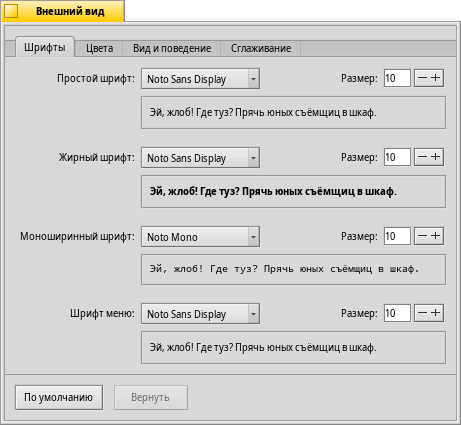 Внешний вид
Шрифты Цвета Вид и поведение Сглаживание
Простой шрифт: Noto Sans Display Размер: 10
Эй, жлоб! Где туз? Прячь юных съёмщиц в шкаф.
Жирный шрифт: Noto Sans Display Размер: 10
Эй, жлоб! Где туз? Прячь юных съёмщиц в шкаф.
Моноширинный шрифт: Noto Mono Размер: 10
Эй, жлоб! Где туз? Прячь юных съёмщиц в шкаф.
Шрифт меню: Noto Sans Display Размер: 10
Эй, жлоб! Где туз? Прячь юных съёмщиц в шкаф.
По умолчанию Вернуть